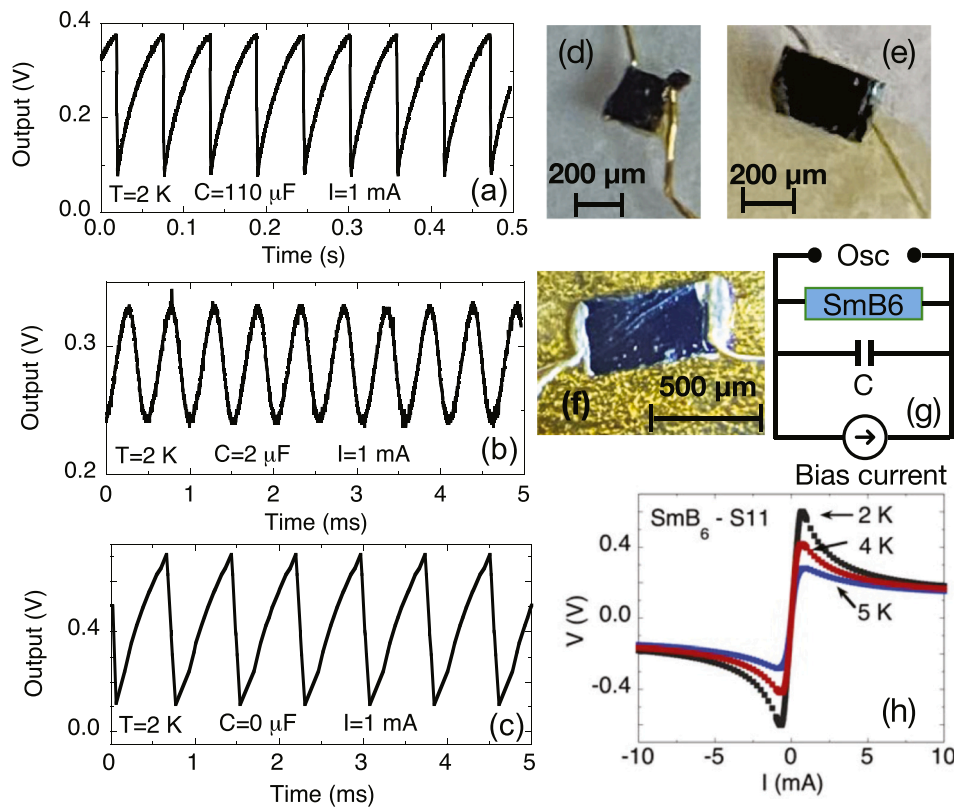 0.4
0.2
0.0
Output (V)
T=2 K C=110 μF I=1 mA (a)
0.0 0.1 0.2 0.3 0.4 0.5
Time (s)
0.3
0.2
Output (V)
T=2 K C=2 μF I=1 mA (b)
0 1 2 3 4 5
Time (ms)
0.4
0.0
Output (V)
T=2 K C=0 μF I=1 mA (c)
0 1 2 3 4 5
Time (ms)
(d)
200 μm
(e)
200 μm
(f)
500 μm
Osc
SmB6
C
(g)
Bias current
SmB6 - S11
2 K
4 K
5 K
0.4
0.0
-0.4
V (V)
(h)
-10 -5 0 5 10
I (mA)